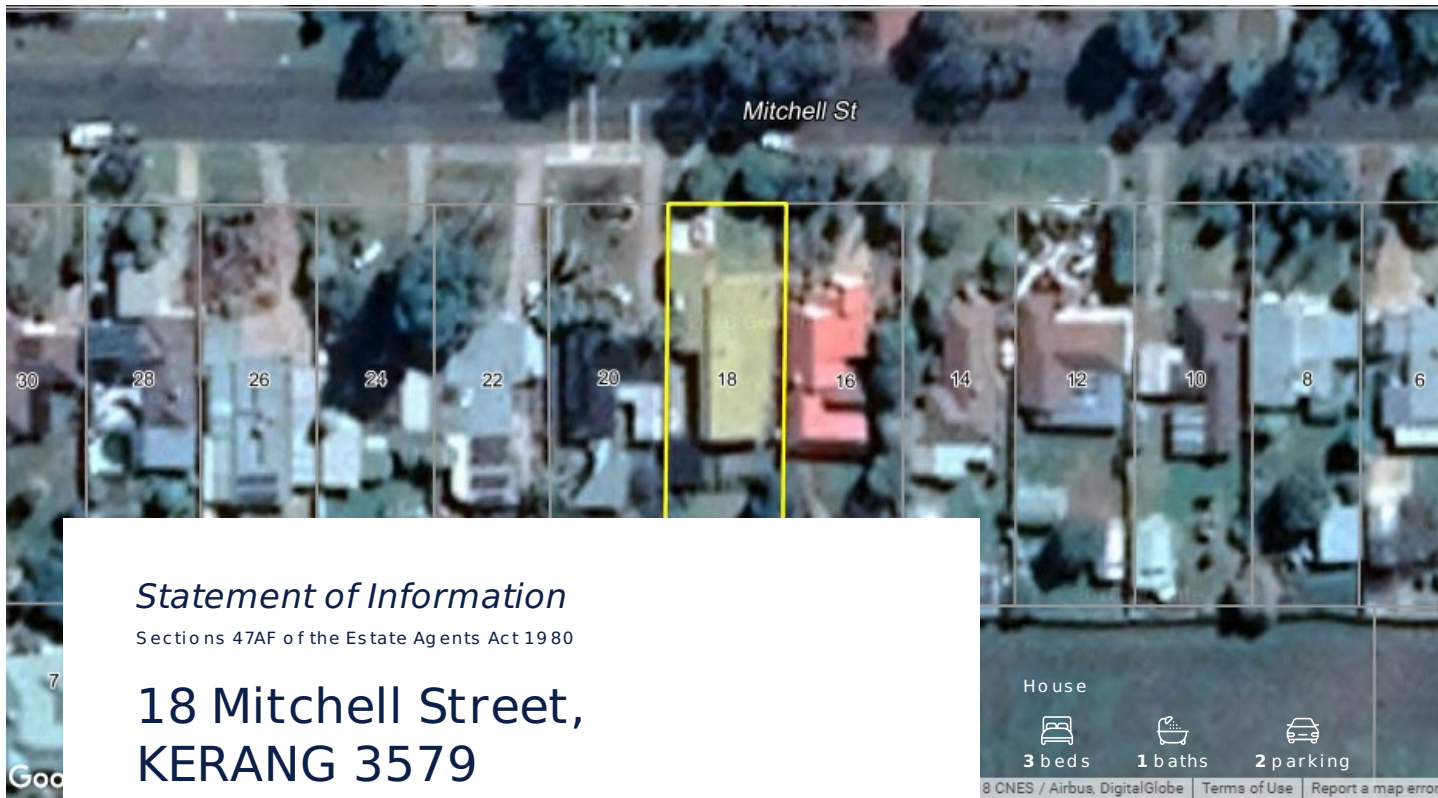 Mitchell St
30
28
26
24
22
20
18
16
14
12
10
8
6
7
Statement of Information
Sections 47AF of the Estate Agents Act 1980
18 Mitchell Street,
KERANG 3579
House
3 beds
1 baths
2 parking
Goo
8 CNES / Airbus, DigitalGlobe
Terms of Use
Report a map error